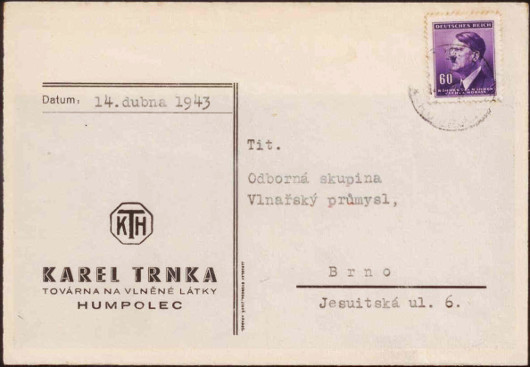 DEUTSCHES REICH
60
Datum: 14. dubna 1943
Tit.
Odborná skupina
Vlnařský průmysl,
KTH
KAREL TRNKA
TOVÁRNA NA VLNĚNÉ LÁTKY
HUMPOLEC
Brno
Jesuitská ul. 6.